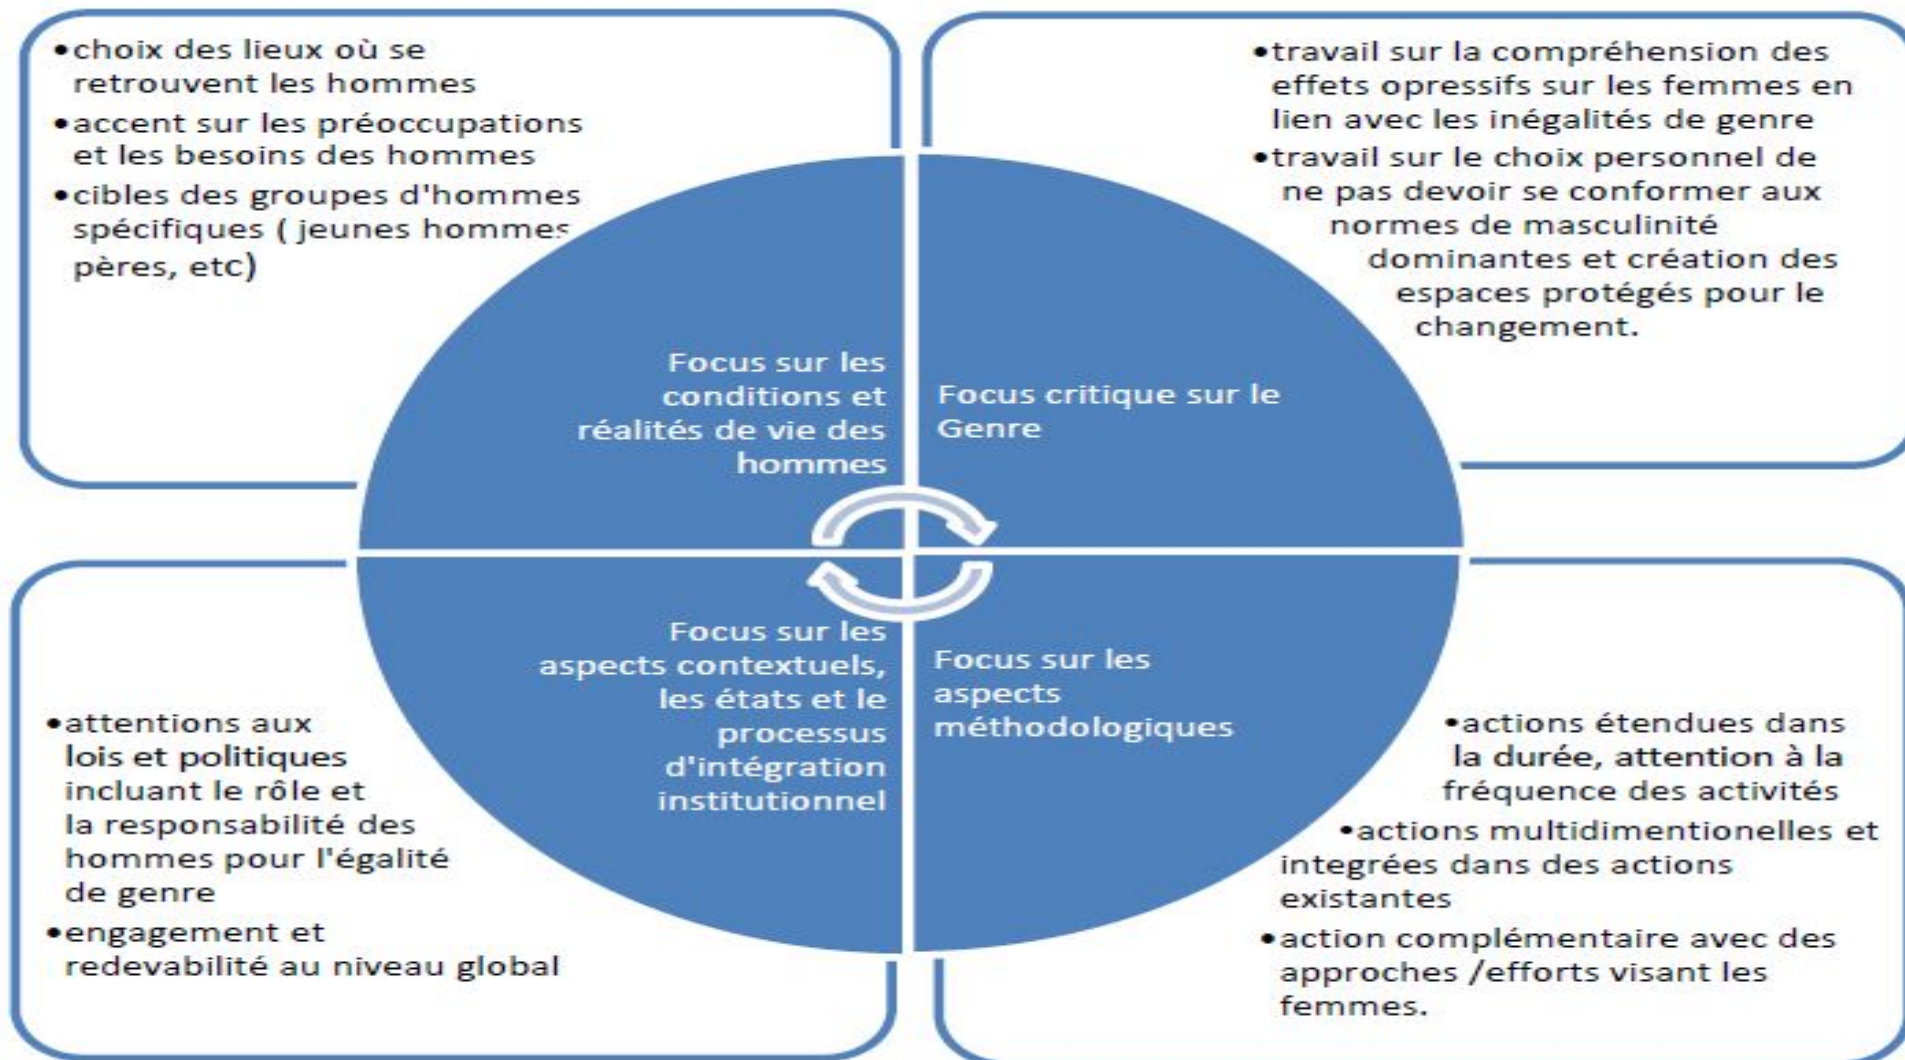 •choix des lieux où se
retrouvent les hommes
•accent sur les préoccupations
et les besoins des hommes
•cibles des groupes d'hommes
spécifiques ( jeunes hommes
pères, etc)
•travail sur la compréhension des
effets opressifs sur les femmes en
lien avec les inégalités de genre
•travail sur le choix personnel de
ne pas devoir se conformer aux
normes de masculinité
dominantes et création des
espaces protégés pour le
changement.
Focus sur les
conditions et
réalités de vie des
hommes
Focus critique sur le
Genre
Focus sur les
aspects contextuels,
les états et le
processus
d'intégration
institutionnel
Focus sur les
aspects
méthodologiques
•attentions aux
lois et politiques
incluant le rôle et
la responsabilité des
hommes pour l'égalité
de genre
•engagement et
redevabilité au niveau global
•actions étendues dans
la durée, attention à la
fréquence des activités
•actions multidimentionelles et
integrées dans des actions
existantes
•action complémentaire avec des
approches /efforts visant les
femmes.